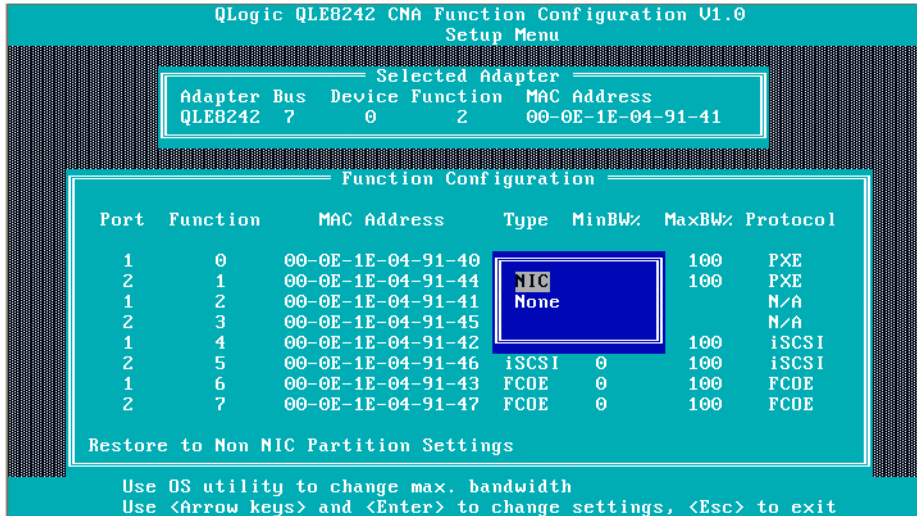 QLogic QLE8242 CNA Function Configuration V1.0
Setup Menu
Selected Adapter
Adapter Bus Device Function MAC Address
QLE8242 7 0 2 00-0E-1E-04-91-41
Function Configuration
Port Function MAC Address Type MinBW% MaxBW% Protocol
1 0 00-0E-1E-04-91-40 100 PXE
2 1 00-0E-1E-04-91-44 NIC 100 PXE
1 2 00-0E-1E-04-91-41 None N/A
2 3 00-0E-1E-04-91-45 N/A
1 4 00-0E-1E-04-91-42 100 iSCSI
2 5 00-0E-1E-04-91-46 iSCSI 0 100 iSCSI
1 6 00-0E-1E-04-91-43 FCOE 0 100 FCOE
2 7 00-0E-1E-04-91-47 FCOE 0 100 FCOE
Restore to Non NIC Partition Settings
Use OS utility to change max. bandwidth
Use <Arrow keys> and <Enter> to change settings, <Esc> to exit